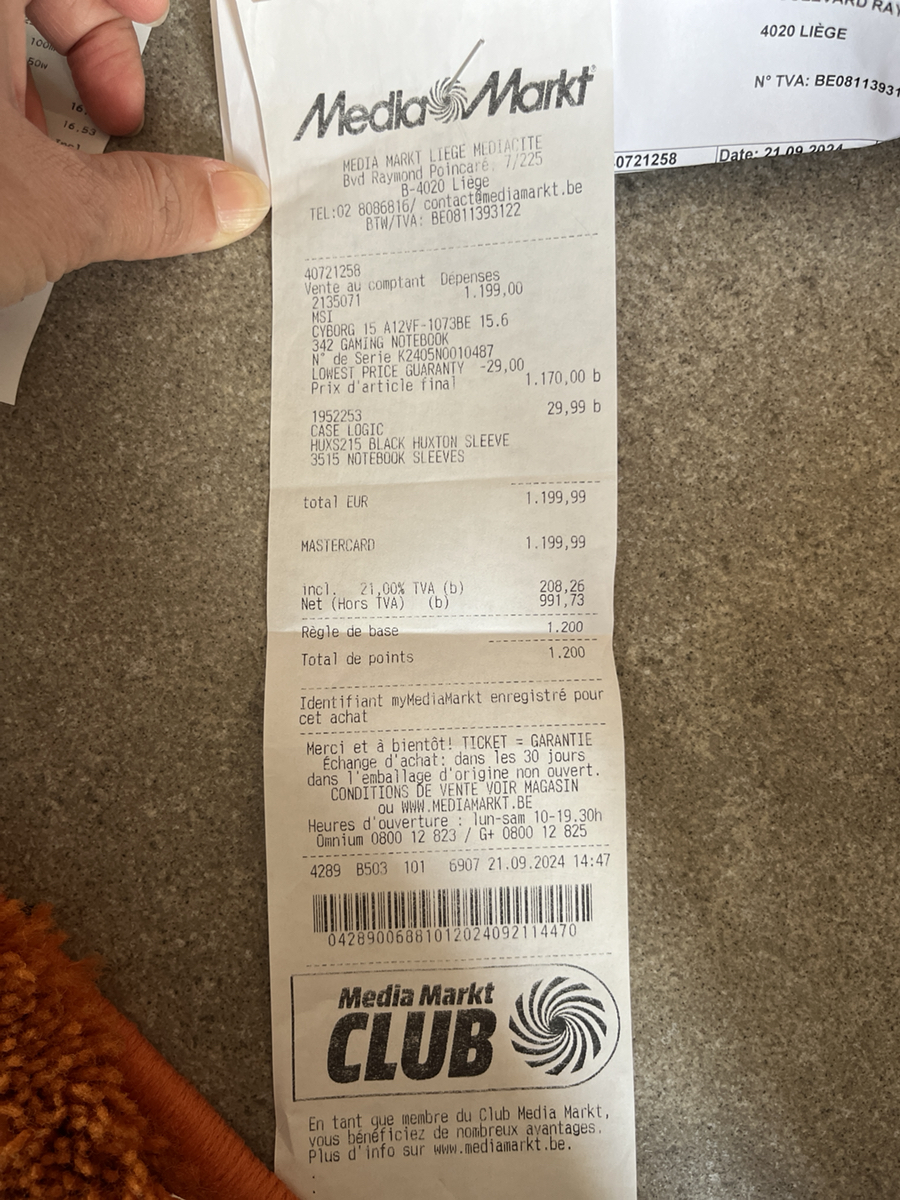 100lm
50W
16.53
BOULEVARD RAY
4020 LIÈGE
N° TVA: BE08113931
0721258 Date: 21.09.2024
Media Markt
MEDIA MARKT LIEGE MEDIACITE
Bvd Raymond Poincaré, 7/225
B-4020 Liège
TEL:02 8086816/ contact@mediamarkt.be
BTW/TVA: BE0811393122
40721258
Vente au comptant Dépenses
2135071 1.199,00
MSI
CYBORG 15 A12VF-1073BE 15.6
342 GAMING NOTEBOOK
N° de Serie K2405N0010487
LOWEST PRICE GUARANTY -29,00
Prix d'article final 1.170,00 b
1952253 29,99 b
CASE LOGIC
HUXS215 BLACK HUXTON SLEEVE
3515 NOTEBOOK SLEEVES
total EUR 1.199,99
MASTERCARD 1.199,99
incl. 21,00% TVA (b) 208,26
Net (Hors TVA) (b) 991,73
Règle de base 1.200
Total de points 1.200
Identifiant myMediaMarkt enregistré pour
cet achat
Merci et à bientôt! TICKET = GARANTIE
Échange d'achat: dans les 30 jours
dans l'emballage d'origine non ouvert.
CONDITIONS DE VENTE VOIR MAGASIN
ou WWW.MEDIAMARKT.BE
Heures d'ouverture : lun-sam 10-19.30h
Omnium 0800 12 823 / G+ 0800 12 825
4289 B503 101 6907 21.09.2024 14:47
04289006881012024092114470
Media Markt
CLUB
En tant que membre du Club Media Markt,
vous bénéficiez de nombreux avantages.
Plus d'info sur www.mediamarkt.be.